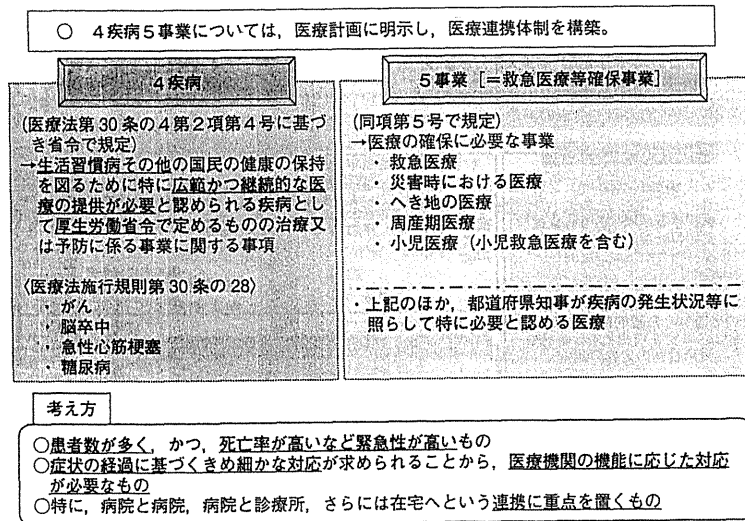 ○ 4疾病5事業については，医療計画に明示し，医療連携体制を構築。
4疾病
(医療法第30条の4第2項第4号に基づ
き省令で規定)
→生活習慣病その他の国民の健康の保持
を図るために特に広範かつ継続的な医
療の提供が必要と認められる疾病とし
て厚生労働省令で定めるものの治療又
は予防に係る事業に関する事項
〈医療法施行規則第30条の28〉
・ がん
・ 脳卒中
・ 急性心筋梗塞
・ 糖尿病
5事業 [＝救急医療等確保事業]
(同項第5号で規定)
→医療の確保に必要な事業
・ 救急医療
・ 災害時における医療
・ へき地の医療
・ 周産期医療
・ 小児医療 (小児救急医療を含む)
・上記のほか，都道府県知事が疾病の発生状況等に
照らして特に必要と認める医療
考え方
○患者数が多く，かつ，死亡率が高いなど緊急性が高いもの
○症状の経過に基づくきめ細かな対応が求められることから，医療機関の機能に応じた対応
が必要なもの
○特に，病院と病院，病院と診療所，さらには在宅へという連携に重点を置くもの